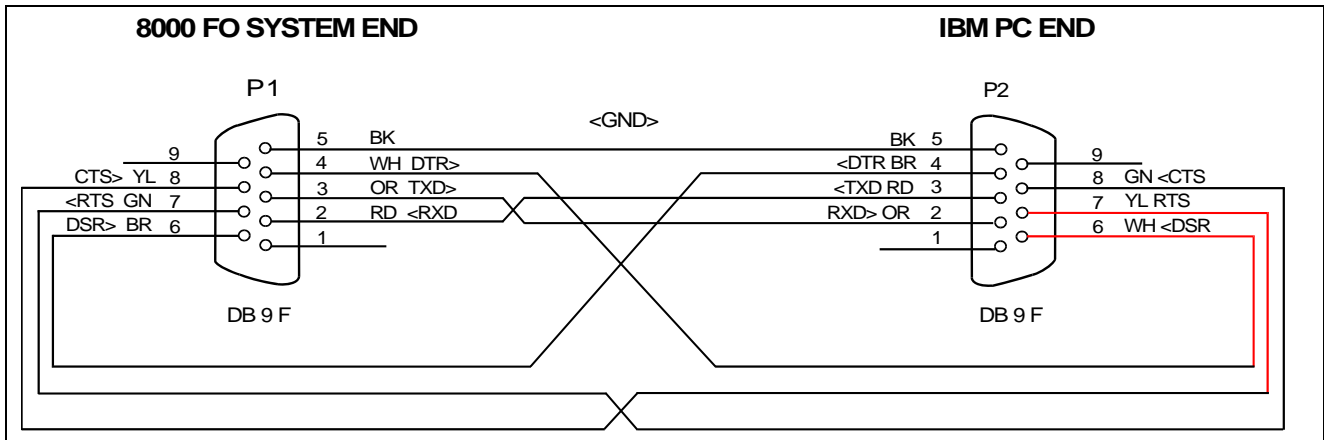 8000 FO SYSTEM END
IBM PC END
P1
P2
<GND>
5 BK
BK 5
9
4 WH DTR>
<DTR BR 4
9
CTS> YL 8
3 OR TXD>
<TXD RD 3
8 GN <CTS
<RTS GN 7
2 RD <RXD
RXD> OR 2
7 YL RTS
DSR> BR 6
1
1
6 WH <DSR
DB 9 F
DB 9 F